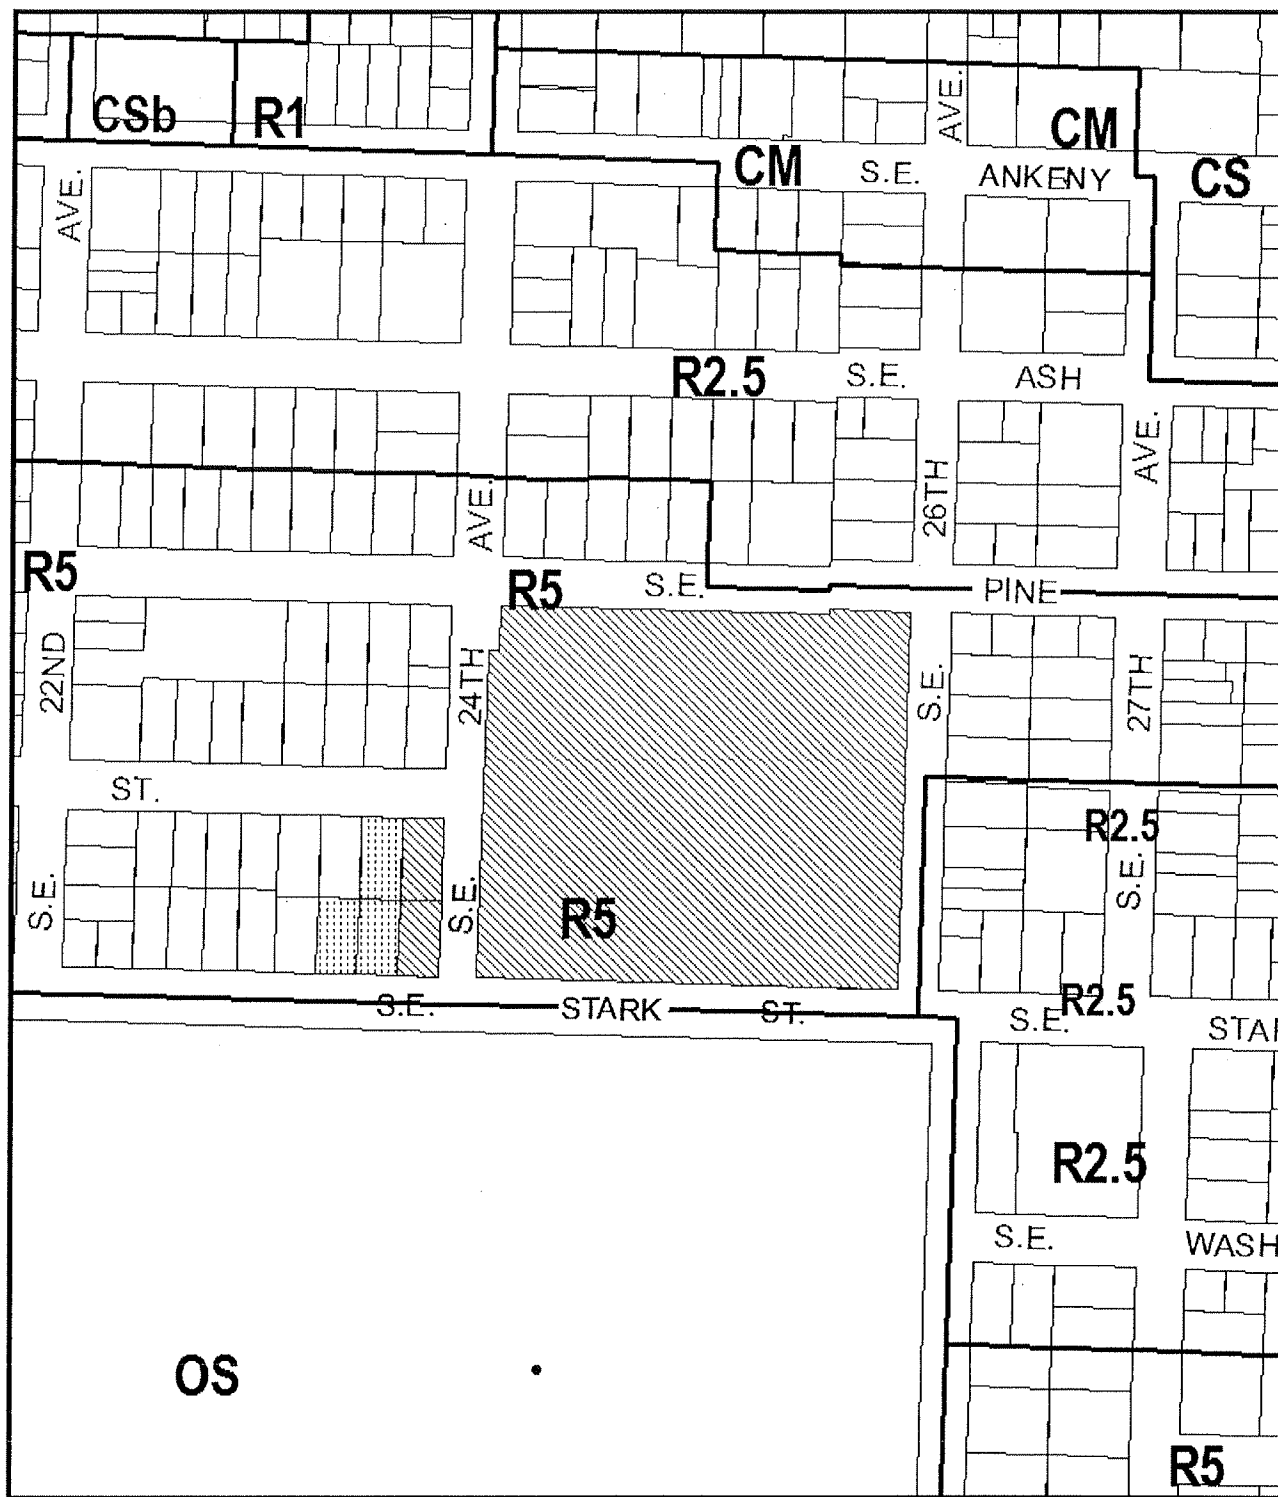 CSb
R1
AVE.
CM
CM
S.E.
ANKENY
CS
AVE.
R2.5
S.E.
ASH
AVE.
26TH
AVE.
R5
R5
S.E.
PINE
22ND
24TH
S.E.
27TH
ST.
R2.5
S.E.
S.E.
S.E.
R5
S.E.
STARK
ST.
R2.5
S.E.
STAR
R2.5
S.E.
WASH
OS
R5